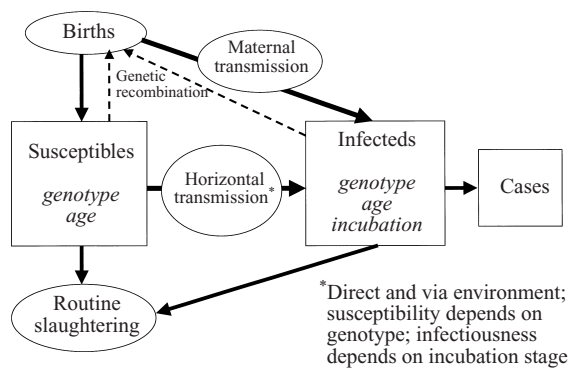 Births
Maternal
transmission
Genetic
recombination
Susceptibles
genotype
age
Horizontal
transmission*
Infecteds
genotype
age
incubation
Cases
Routine
slaughtering
*Direct and via environment;
susceptibility depends on
genotype; infectiousness
depends on incubation stage